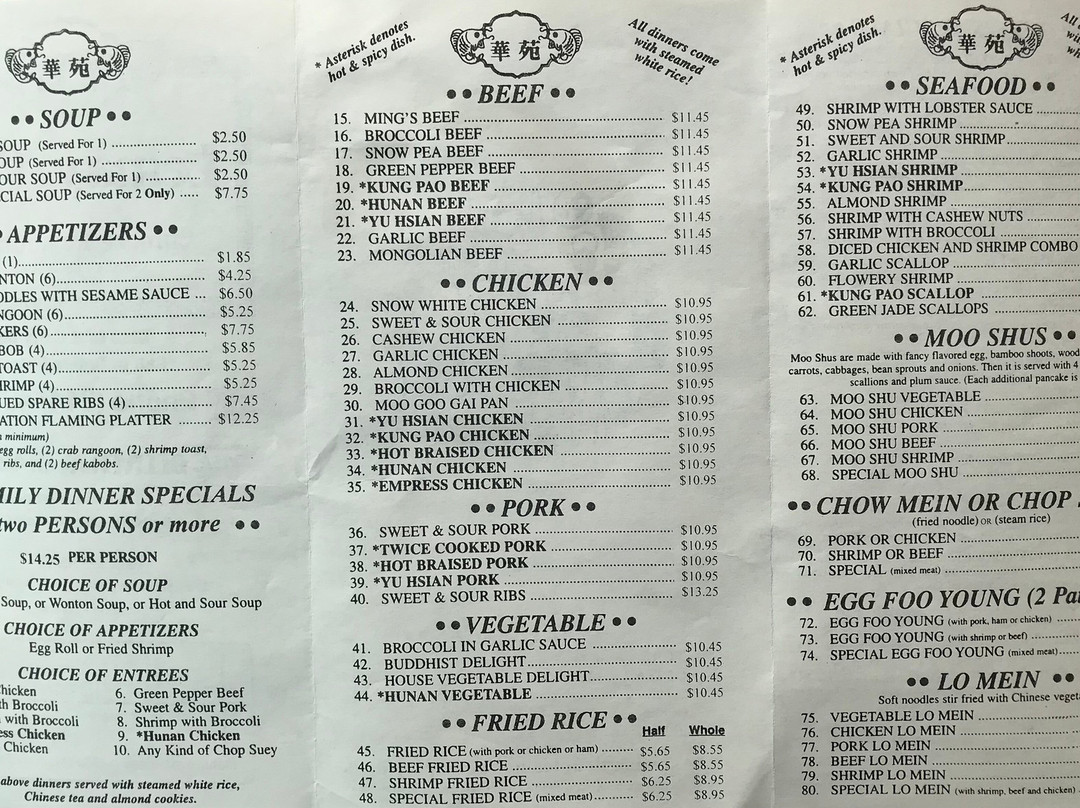 華 苑
•• SOUP ••
SOUP (Served For 1) $2.50
OUP (Served For 1) $2.50
OUR SOUP (Served For 1) $2.50
CIAL SOUP (Served For 2 Only) $7.75
APPETIZERS ••
(1) $1.85
NTON (6) $4.25
ODLES WITH SESAME SAUCE $6.50
NGOON (6) $5.25
KERS (6) $7.75
BOB (4) $5.85
TOAST (4) $5.25
RIMP (4) $5.25
UED SPARE RIBS (4) $7.45
ATION FLAMING PLATTER $12.25
minimum)
egg rolls, (2) crab rangoon, (2) shrimp toast,
ribs, and (2) beef kabobs.
MILY DINNER SPECIALS
two PERSONS or more ••
$14.25 PER PERSON
CHOICE OF SOUP
Soup, or Wonton Soup, or Hot and Sour Soup
CHOICE OF APPETIZERS
Egg Roll or Fried Shrimp
CHOICE OF ENTREES
hicken 6. Green Pepper Beef
h Broccoli 7. Sweet & Sour Pork
with Broccoli 8. Shrimp with Broccoli
ess Chicken 9. *Hunan Chicken
Chicken 10. Any Kind of Chop Suey
above dinners served with steamed white rice,
Chinese tea and almond cookies.
* Asterisk denotes
hot & spicy dish.
華 苑
All dinners come
with steamed
white rice!
•• BEEF ••
15. MING'S BEEF $11.45
16. BROCCOLI BEEF $11.45
17. SNOW PEA BEEF $11.45
18. GREEN PEPPER BEEF $11.45
19. *KUNG PAO BEEF $11.45
20. *HUNAN BEEF $11.45
21. *YU HSIAN BEEF $11.45
22. GARLIC BEEF $11.45
23. MONGOLIAN BEEF $11.45
•• CHICKEN ••
24. SNOW WHITE CHICKEN $10.95
25. SWEET & SOUR CHICKEN $10.95
26. CASHEW CHICKEN $10.95
27. GARLIC CHICKEN $10.95
28. ALMOND CHICKEN $10.95
29. BROCCOLI WITH CHICKEN $10.95
30. MOO GOO GAI PAN $10.95
31. *YU HSIAN CHICKEN $10.95
32. *KUNG PAO CHICKEN $10.95
33. *HOT BRAISED CHICKEN $10.95
34. *HUNAN CHICKEN $10.95
35. *EMPRESS CHICKEN $10.95
•• PORK ••
36. SWEET & SOUR PORK $10.95
37. *TWICE COOKED PORK $10.95
38. *HOT BRAISED PORK $10.95
39. *YU HSIAN PORK $10.95
40. SWEET & SOUR RIBS $13.25
•• VEGETABLE ••
41. BROCCOLI IN GARLIC SAUCE $10.45
42. BUDDHIST DELIGHT $10.45
43. HOUSE VEGETABLE DELIGHT $10.45
44. *HUNAN VEGETABLE $10.45
•• FRIED RICE •• Half Whole
45. FRIED RICE (with pork or chicken or ham) $5.65 $8.55
46. BEEF FRIED RICE $5.65 $8.55
47. SHRIMP FRIED RICE $6.25 $8.95
48. SPECIAL FRIED RICE (mixed meat) $6.25 $8.95
* Asterisk denotes
hot & spicy dish.
華 苑
All
wi
wh
•• SEAFOOD ••
49. SHRIMP WITH LOBSTER SAUCE
50. SNOW PEA SHRIMP
51. SWEET AND SOUR SHRIMP
52. GARLIC SHRIMP
53. *YU HSIAN SHRIMP
54. *KUNG PAO SHRIMP
55. ALMOND SHRIMP
56. SHRIMP WITH CASHEW NUTS
57. SHRIMP WITH BROCCOLI
58. DICED CHICKEN AND SHRIMP COMBO
59. GARLIC SCALLOP
60. FLOWERY SHRIMP
61. *KUNG PAO SCALLOP
62. GREEN JADE SCALLOPS
•• MOO SHUS ••
Moo Shus are made with fancy flavored egg, bamboo shoots, wood
carrots, cabbages, bean sprouts and onions. Then it is served with 4
scallions and plum sauce. (Each additional pancake is
63. MOO SHU VEGETABLE
64. MOO SHU CHICKEN
65. MOO SHU PORK
66. MOO SHU BEEF
67. MOO SHU SHRIMP
68. SPECIAL MOO SHU
•• CHOW MEIN OR CHOP
(fried noodle) OR (steam rice)
69. PORK OR CHICKEN
70. SHRIMP OR BEEF
71. SPECIAL (mixed meat)
•• EGG FOO YOUNG (2 Pa
72. EGG FOO YOUNG (with pork, ham or chicken)
73. EGG FOO YOUNG (with shrimp or beef)
74. SPECIAL EGG FOO YOUNG (mixed meat)
•• LO MEIN ••
Soft noodles stir fried with Chinese veget
75. VEGETABLE LO MEIN
76. CHICKEN LO MEIN
77. PORK LO MEIN
78. BEEF LO MEIN
79. SHRIMP LO MEIN
80. SPECIAL LO MEIN (with shrimp, beef and chicken)